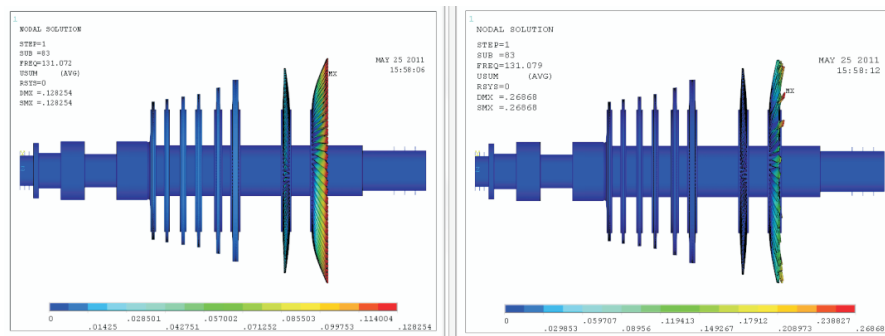 1
NODAL SOLUTION
STEP=1
SUB =83
FREQ=131.072
USUM (AVG)
RSYS=0
DMX =.128254
SMX =.128254
MAY 25 2011
15:58:06
MX
0 .028501 .057002 .085503 .114004
.01425 .042751 .071252 .099753 .128254
1
NODAL SOLUTION
STEP=1
SUB =83
FREQ=131.079
USUM (AVG)
RSYS=0
DMX =.26868
SMX =.26868
MAY 25 2011
15:58:12
MX
0 .059707 .119413 .17912 .238827
.029853 .08956 .149267 .208973 .26868